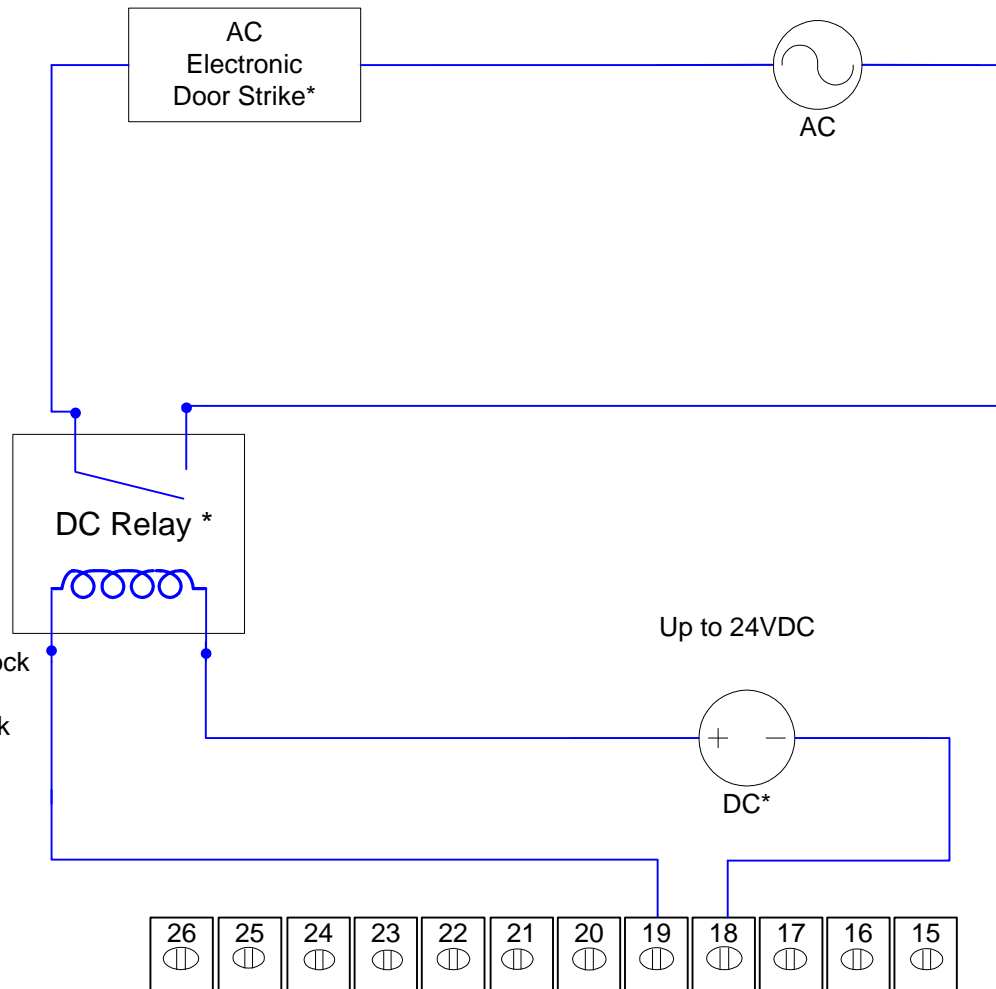 AC
Electronic
Door Strike*
AC
DC Relay *
Up to 24VDC
ock
k
+ −
DC*
26 25 24 23 22 21 20 19 18 17 16 15